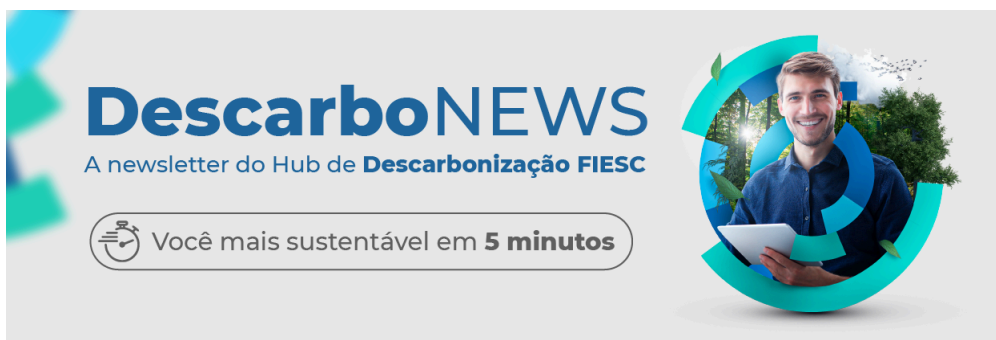 DescarboNEWS
A newsletter do Hub de Descarbonização FIESC
Você mais sustentável em 5 minutos